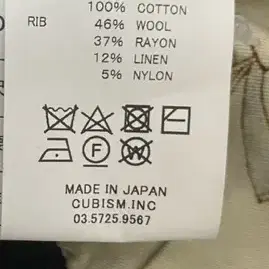 100% COTTON
RIB 46% WOOL
37% RAYON
12% LINEN
5% NYLON
F W
MADE IN JAPAN
CUBISM.INC
03.5725.9567